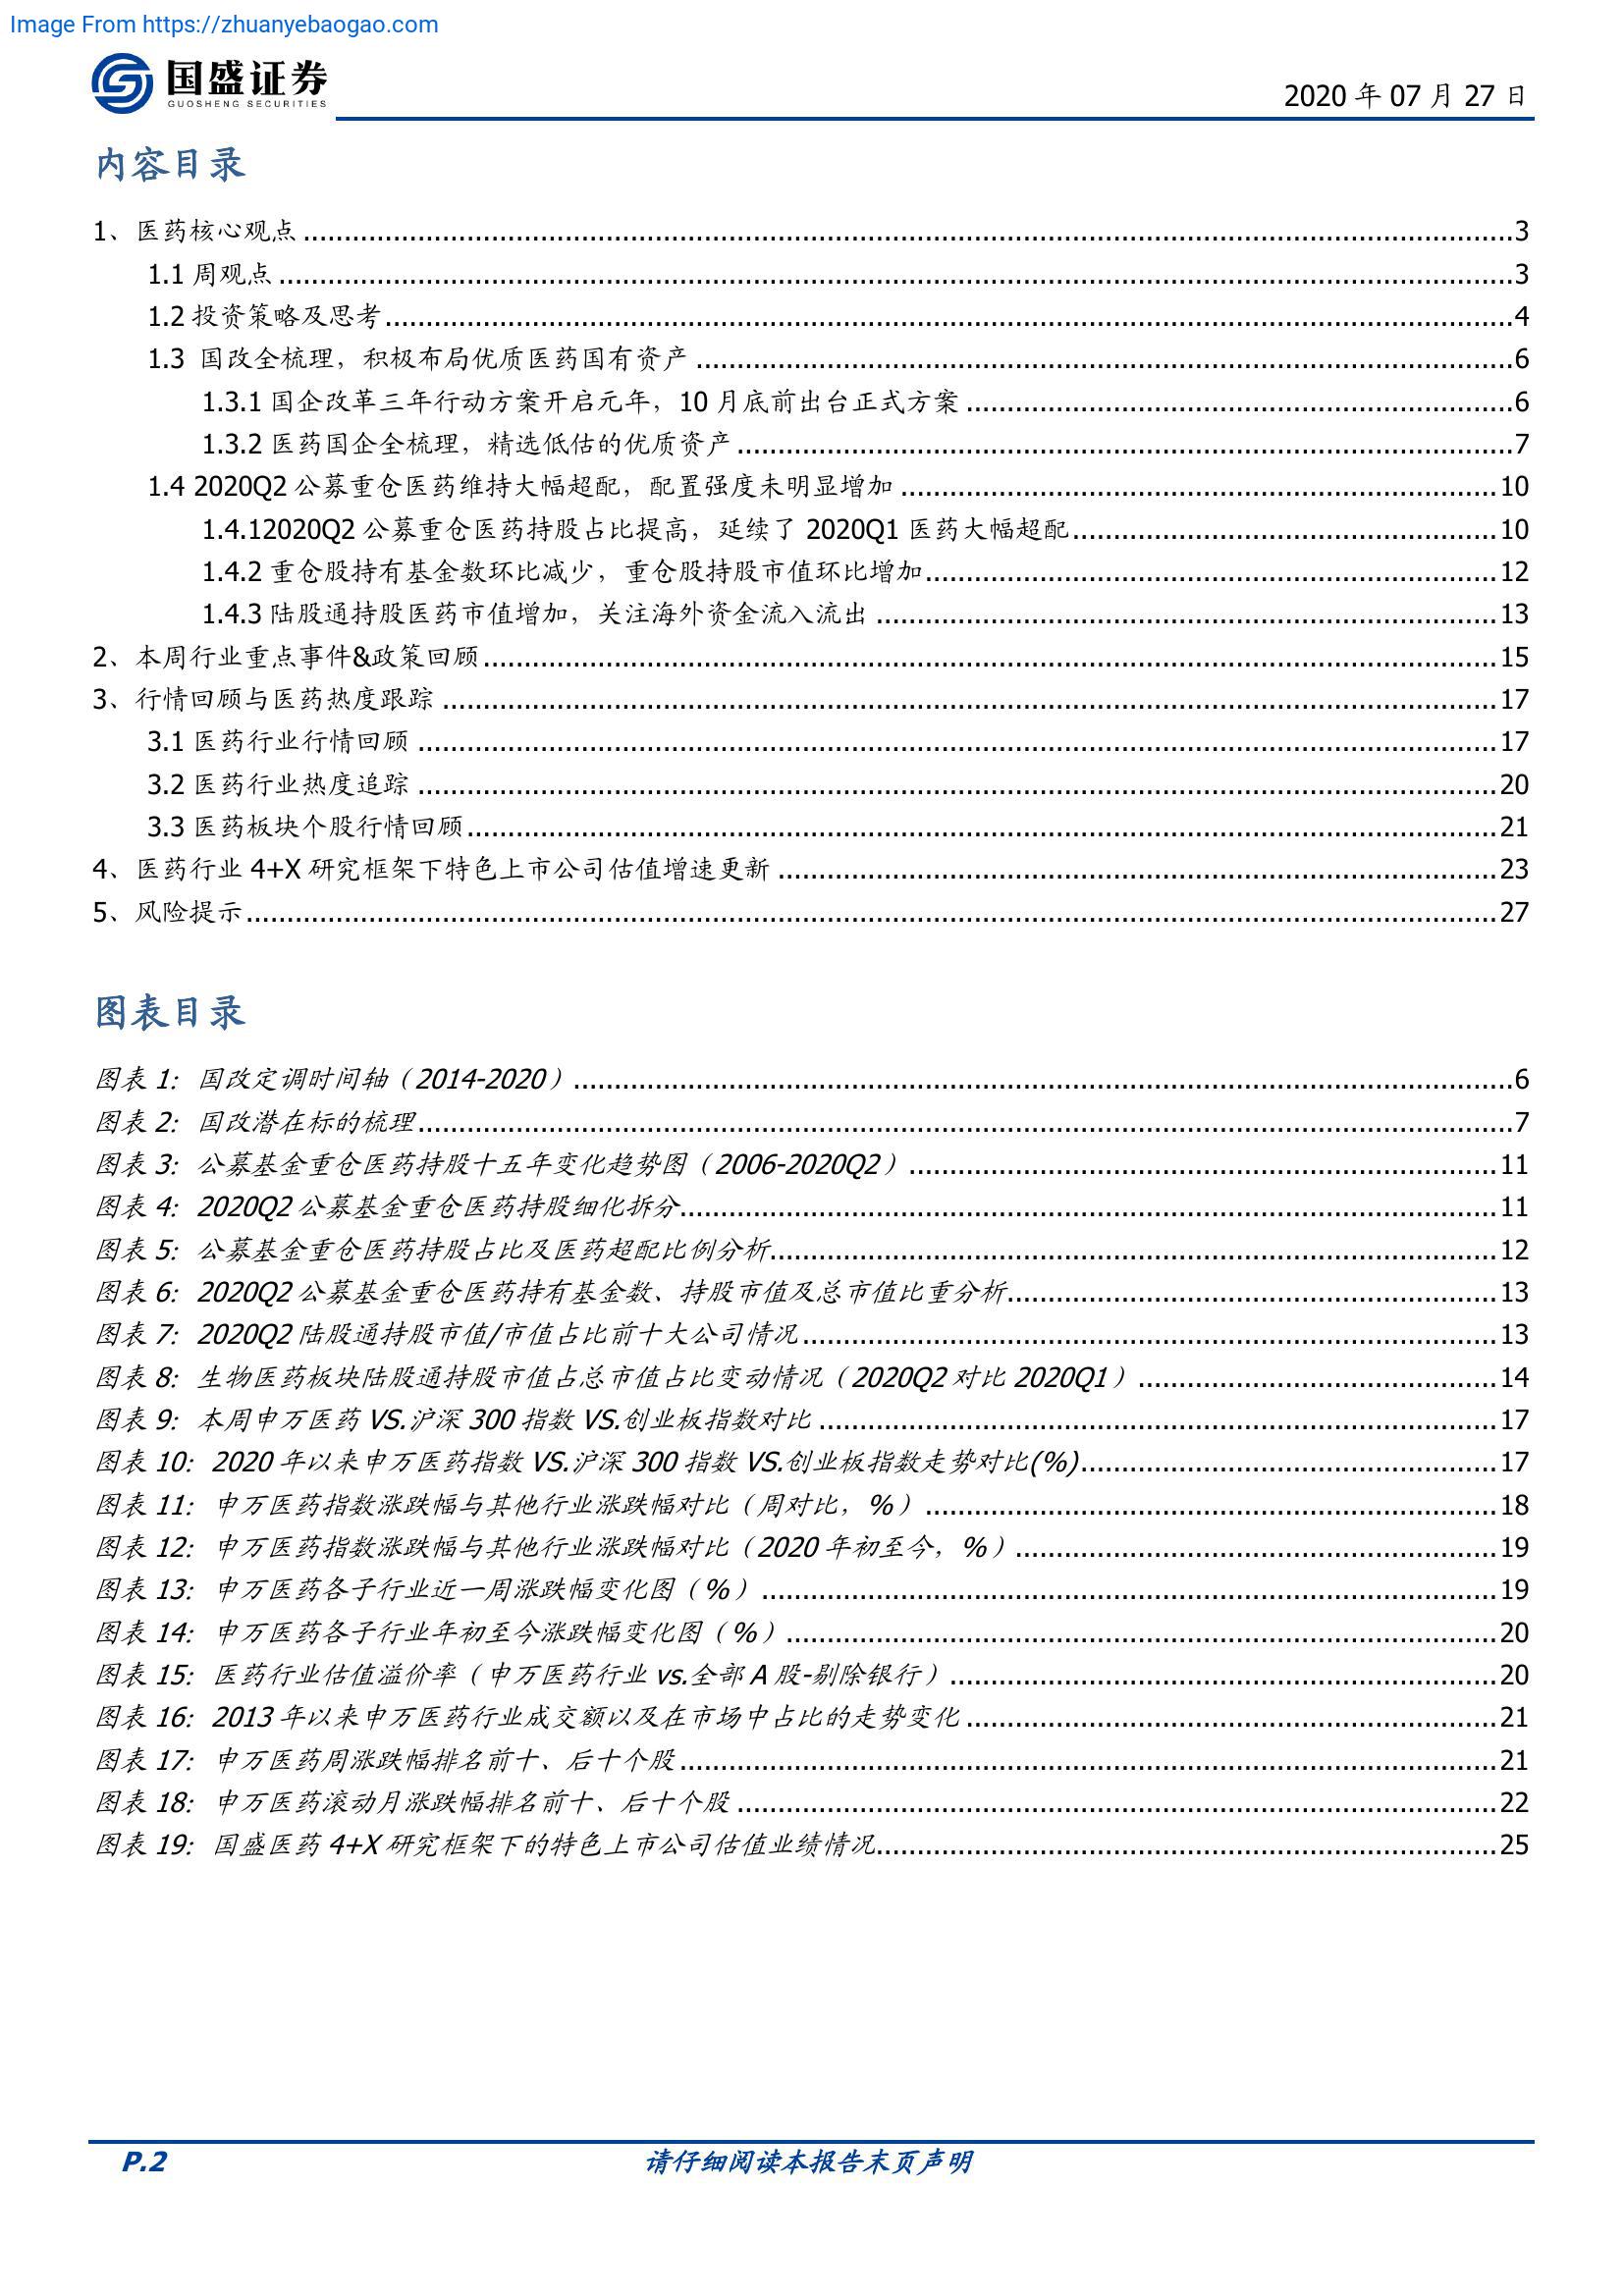 Image From https://zhuanyebaogao.com
国盛证券
GUOSHENG SECURITIES
2020 年 07 月 27 日
内容目录
1、医药核心观点 ........ 3
1.1 周观点 ........ 3
1.2 投资策略及思考 ........ 4
1.3 国改全梳理，积极布局优质医药国有资产 ........ 6
1.3.1 国企改革三年行动方案开启元年，10 月底前出台正式方案 ........ 6
1.3.2 医药国企全梳理，精选低估的优质资产 ........ 7
1.4 2020Q2 公募重仓医药维持大幅超配，配置强度未明显增加 ........ 10
1.4.12020Q2 公募重仓医药持股占比提高，延续了 2020Q1 医药大幅超配 ........ 10
1.4.2 重仓股持有基金数环比减少，重仓股持股市值环比增加 ........ 12
1.4.3 陆股通持股医药市值增加，关注海外资金流入流出 ........ 13
2、本周行业重点事件&政策回顾 ........ 15
3、行情回顾与医药热度跟踪 ........ 17
3.1 医药行业行情回顾 ........ 17
3.2 医药行业热度追踪 ........ 20
3.3 医药板块个股行情回顾 ........ 21
4、医药行业 4+X 研究框架下特色上市公司估值增速更新 ........ 23
5、风险提示 ........ 27
图表目录
图表 1：国改定调时间轴（2014-2020） ........ 6
图表 2：国改潜在标的梳理 ........ 7
图表 3：公募基金重仓医药持股十五年变化趋势图（2006-2020Q2） ........ 11
图表 4：2020Q2 公募基金重仓医药持股细化拆分 ........ 11
图表 5：公募基金重仓医药持股占比及医药超配比例分析 ........ 12
图表 6：2020Q2 公募基金重仓医药持有基金数、持股市值及总市值比重分析 ........ 13
图表 7：2020Q2 陆股通持股市值/市值占比前十大公司情况 ........ 13
图表 8：生物医药板块陆股通持股市值占总市值占比变动情况（2020Q2 对比 2020Q1） ........ 14
图表 9：本周申万医药 VS.沪深 300 指数 VS.创业板指数对比 ........ 17
图表 10：2020 年以来申万医药指数 VS.沪深 300 指数 VS.创业板指数走势对比(%) ........ 17
图表 11：申万医药指数涨跌幅与其他行业涨跌幅对比（周对比，%） ........ 18
图表 12：申万医药指数涨跌幅与其他行业涨跌幅对比（2020 年初至今，%） ........ 19
图表 13：申万医药各子行业近一周涨跌幅变化图（%） ........ 19
图表 14：申万医药各子行业年初至今涨跌幅变化图（%） ........ 20
图表 15：医药行业估值溢价率（申万医药行业 vs.全部 A 股-剔除银行） ........ 20
图表 16：2013 年以来申万医药行业成交额以及在市场中占比的走势变化 ........ 21
图表 17：申万医药周涨跌幅排名前十、后十个股 ........ 21
图表 18：申万医药滚动月涨跌幅排名前十、后十个股 ........ 22
图表 19：国盛医药 4+X 研究框架下的特色上市公司估值业绩情况 ........ 25
P.2
请仔细阅读本报告末页声明